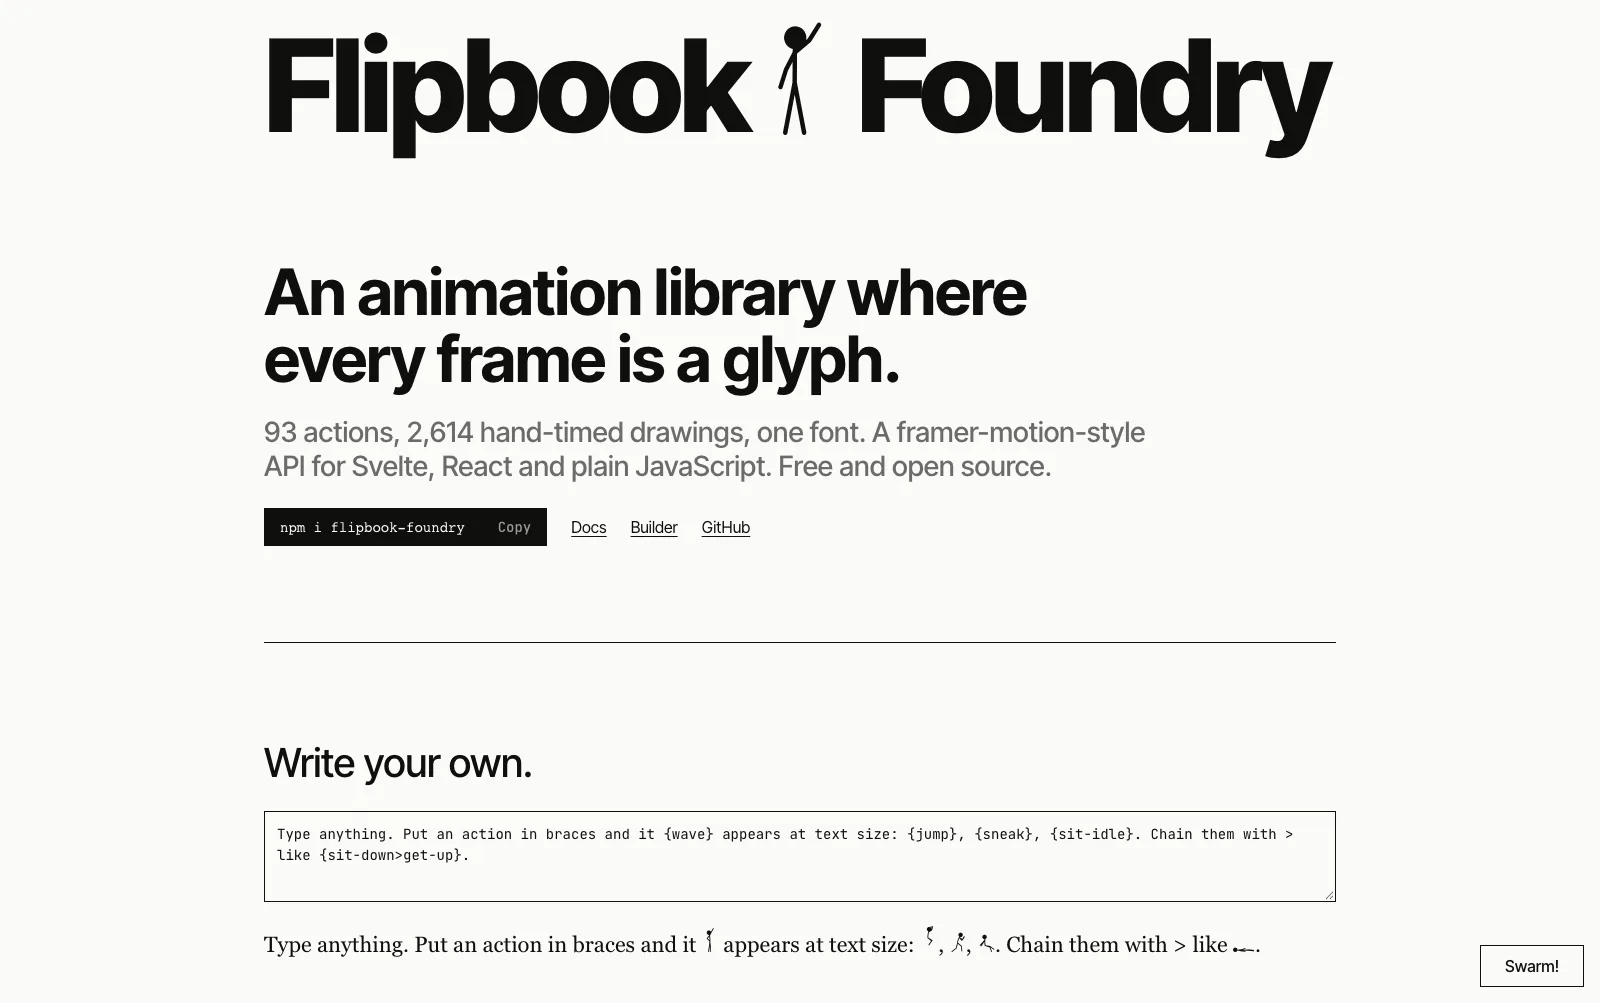 Flipbook Foundry
An animation library where
every frame is a glyph.
93 actions, 2,614 hand-timed drawings, one font. A framer-motion-style
API for Svelte, React and plain JavaScript. Free and open source.
npm i flipbook-foundry Copy Docs Builder GitHub
Write your own.
Type anything. Put an action in braces and it {wave} appears at text size: {jump}, {sneak}, {sit-idle}. Chain them with >
like {sit-down>get-up}.
Type anything. Put an action in braces and it appears at text size: , , . Chain them with > like .
Swarm!